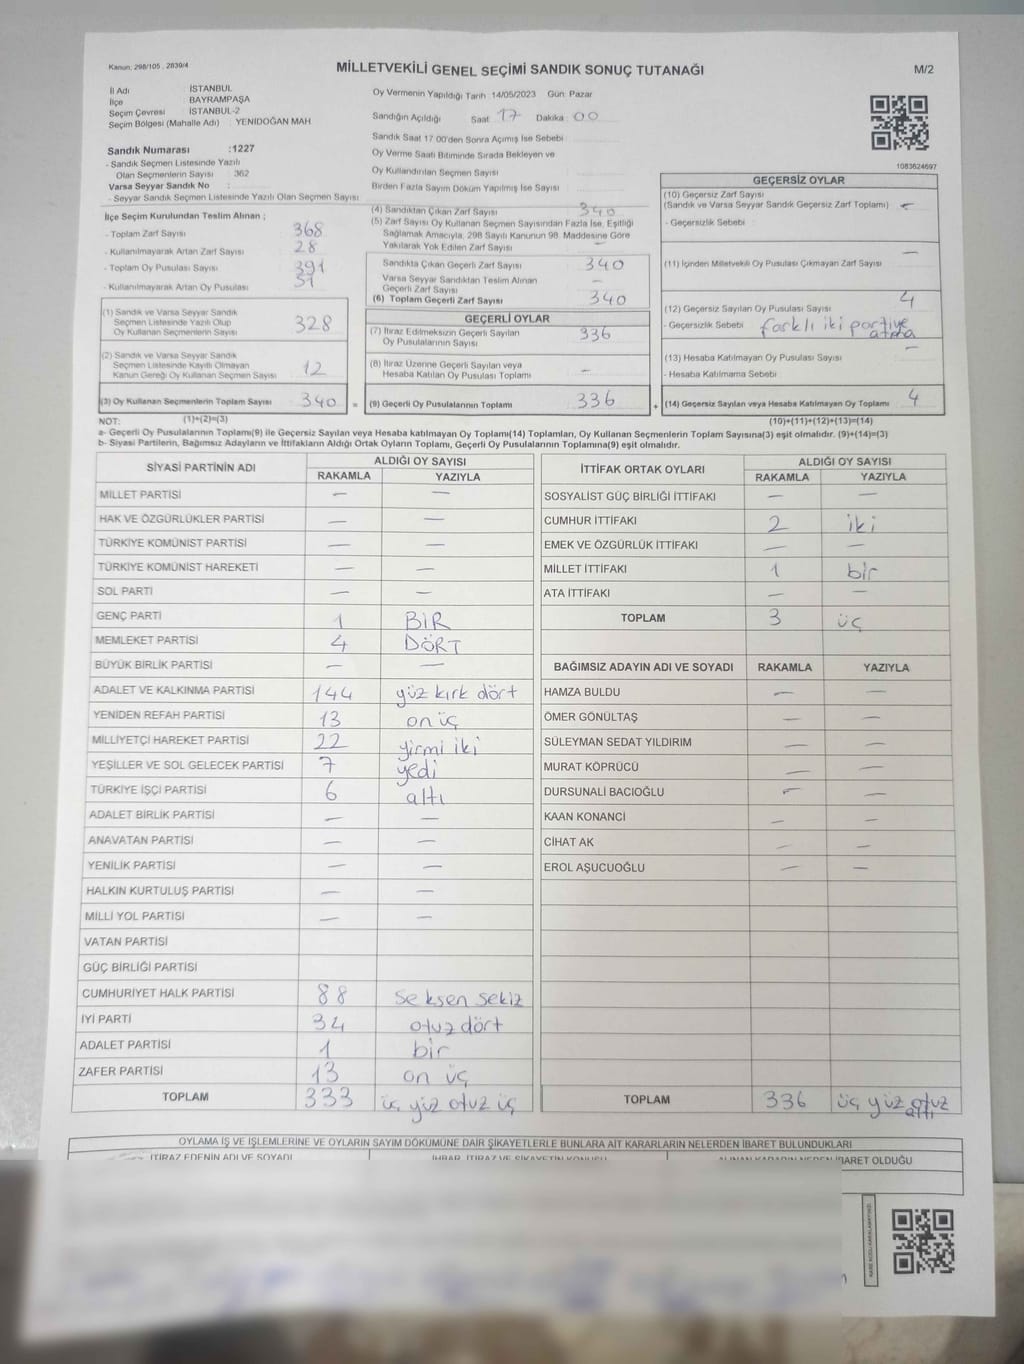 Kanun: 298/105 , 2839/4
MİLLETVEKİLİ GENEL SEÇİMİ SANDIK SONUÇ TUTANAĞI
M/2
İl Adı İSTANBUL
İlçe BAYRAMPAŞA
Seçim Çevresi İSTANBUL-2
Seçim Bölgesi (Mahalle Adı) : YENİDOĞAN MAH
Oy Vermenin Yapıldığı Tarih : 14/05/2023 Gün: Pazar
Sandığın Açıldığı Saat 17 Dakika 00
Sandık Saat 17 00'den Sonra Açımış İse Sebebi
Oy Verme Saati Bitiminde Sırada Bekleyen ve
Oy Kullandırılan Seçmen Sayısı
Birden Fazla Sayım Döküm Yapılmış İse Sayısı
Sandık Numarası :1227
- Sandık Seçmen Listesinde Yazılı
Olan Seçmenlerin Sayısı : 362
Varsa Seyyar Sandık No :
- Seyyar Sandık Seçmen Listesinde Yazılı Olan Seçmen Sayısı
1083624697
İlçe Seçim Kurulundan Teslim Alınan ;
- Toplam Zarf Sayısı 368
- Kullanılmayarak Artan Zarf Sayısı 28
- Toplam Oy Pusulası Sayısı 391
- Kullanılmayarak Artan Oy Pusulası 51
(1) Sandık ve Varsa Seyyar Sandık
Seçmen Listesinde Yazılı Olup
Oy Kullanan Seçmenlerin Sayısı 328
(2) Sandık ve Varsa Seyyar Sandık
Seçmen Listesinde Kayıtlı Olmayan
Kanun Gereği Oy Kullanan Seçmen Sayısı 12
(3) Oy Kullanan Seçmenlerin Toplam Sayısı 340 =
(4) Sandıktan Çıkan Zarf Sayısı 340
(5) Zarf Sayısı Oy Kullanan Seçmen Sayısından Fazla İse, Eşitliği
Sağlamak Amacıyla, 298 Sayılı Kanunun 98. Maddesine Göre
Yakılarak Yok Edilen Zarf Sayısı —
Sandıkta Çıkan Geçerli Zarf Sayısı 340
Varsa Seyyar Sandıktan Teslim Alınan
Geçerli Zarf Sayısı —
(6) Toplam Geçerli Zarf Sayısı 340
GEÇERLİ OYLAR
(7) İtiraz Edilmeksizin Geçerli Sayılan
Oy Pusulalarının Sayısı 336
(8) İtiraz Üzerine Geçerli Sayılan veya
Hesaba Katılan Oy Pusulası Toplamı —
(9) Geçerli Oy Pusulalarının Toplamı 336 +
GEÇERSİZ OYLAR
(10) Geçersiz Zarf Sayısı
(Sandık ve Varsa Seyyar Sandık Geçersiz Zarf Toplamı) —
- Geçersizlik Sebebi :
(11) İçinden Milletvekili Oy Pusulası Çıkmayan Zarf Sayısı —
(12) Geçersiz Sayılan Oy Pusulası Sayısı 4
- Geçersizlik Sebebi farklı iki partiye
atma
(13) Hesaba Katılmayan Oy Pusulası Sayısı —
- Hesaba Katılmama Sebebi
(14) Geçersiz Sayılan veya Hesaba Katılmayan Oy Toplamı 4
NOT: (1)+(2)=(3)
(10)+(11)+(12)+(13)=(14)
a- Geçerli Oy Pusulalarının Toplamı(9) ile Geçersiz Sayılan veya Hesaba katılmayan Oy Toplamı(14) Toplamları, Oy Kullanan Seçmenlerin Toplam Sayısına(3) eşit olmalıdır. (9)+(14)=(3)
b- Siyasi Partilerin, Bağımsız Adayların ve İttifakların Aldığı Ortak Oyların Toplamı, Geçerli Oy Pusulalarının Toplamına(9) eşit olmalıdır.
SİYASİ PARTİNİN ADI ALDIĞI OY SAYISI
RAKAMLA YAZIYLA
MİLLET PARTİSİ — —
HAK VE ÖZGÜRLÜKLER PARTİSİ — —
TÜRKİYE KOMÜNİST PARTİSİ — —
TÜRKİYE KOMÜNİST HAREKETİ — —
SOL PARTİ — —
GENÇ PARTİ 1 BİR
MEMLEKET PARTİSİ 4 DÖRT
BÜYÜK BİRLİK PARTİSİ — —
ADALET VE KALKINMA PARTİSİ 144 yüz kırk dört
YENİDEN REFAH PARTİSİ 13 on üç
MİLLİYETÇİ HAREKET PARTİSİ 22 yirmi iki
YEŞİLLER VE SOL GELECEK PARTİSİ 7 yedi
TÜRKİYE İŞÇİ PARTİSİ 6 altı
ADALET BİRLİK PARTİSİ — —
ANAVATAN PARTİSİ — —
YENİLİK PARTİSİ — —
HALKIN KURTULUŞ PARTİSİ — —
MİLLİ YOL PARTİSİ — —
VATAN PARTİSİ
GÜÇ BİRLİĞİ PARTİSİ
CUMHURİYET HALK PARTİSİ 88 seksen sekiz
İYİ PARTİ 34 otuz dört
ADALET PARTİSİ 1 bir
ZAFER PARTİSİ 13 on üç
TOPLAM 333 üç yüz otuz üç
İTTİFAK ORTAK OYLARI ALDIĞI OY SAYISI
RAKAMLA YAZIYLA
SOSYALİST GÜÇ BİRLİĞİ İTTİFAKI — —
CUMHUR İTTİFAKI 2 iki
EMEK VE ÖZGÜRLÜK İTTİFAKI — —
MİLLET İTTİFAKI 1 bir
ATA İTTİFAKI — —
TOPLAM 3 üç
BAĞIMSIZ ADAYIN ADI VE SOYADI RAKAMLA YAZIYLA
HAMZA BULDU — —
ÖMER GÖNÜLTAŞ — —
SÜLEYMAN SEDAT YILDIRIM — —
MURAT KÖPRÜCÜ — —
DURSUNALİ BACIOĞLU — —
KAAN KONANCİ — —
CİHAT AK — —
EROL AŞUCUOĞLU — —
TOPLAM 336 üç yüz otuz
altı
OYLAMA İŞ VE İŞLEMLERİNE VE OYLARIN SAYIM DÖKÜMÜNE DAİR ŞİKAYETLERLE BUNLARA AİT KARARLARIN NELERDEN İBARET BULUNDUKLARI
İTİRAZ EDENİN ADI VE SOYADI İHBAR, İTİRAZ VE ŞİKAYETİN KONUSU ALINAN KARARIN NEDEN İBARET OLDUĞU